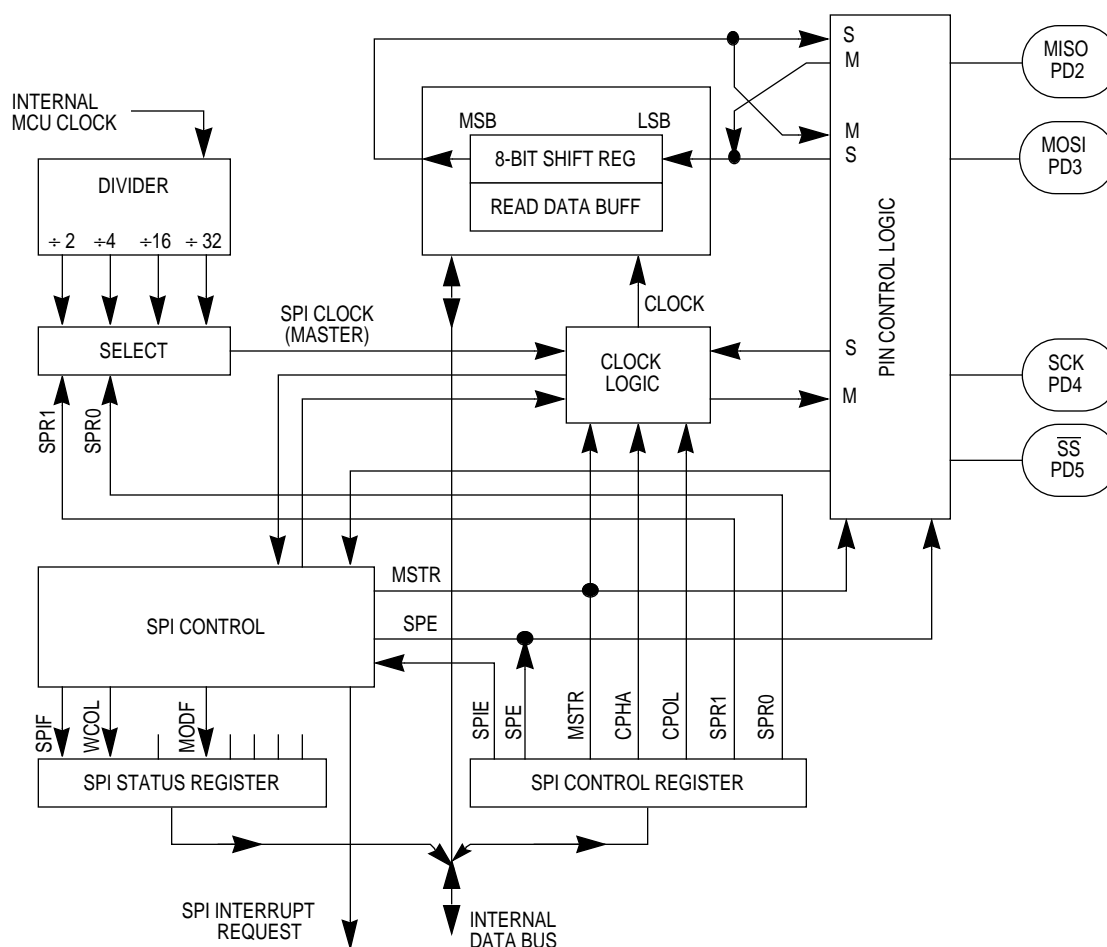 S
M
MISO
PD2
INTERNAL
MCU CLOCK
MSB
LSB
M
S
MOSI
PD3
8-BIT SHIFT REG
READ DATA BUFF
DIVIDER
÷ 2
÷4
÷16
÷ 32
PIN CONTROL LOGIC
CLOCK
SPI CLOCK
(MASTER)
SELECT
CLOCK
LOGIC
S
M
SCK
PD4
SPR1
SPR0
SS
PD5
MSTR
SPI CONTROL
SPE
SPIF
WCOL
MODF
SPIE
SPE
MSTR
CPHA
CPOL
SPR1
SPR0
SPI STATUS REGISTER
SPI CONTROL REGISTER
SPI INTERRUPT
REQUEST
INTERNAL
DATA BUS